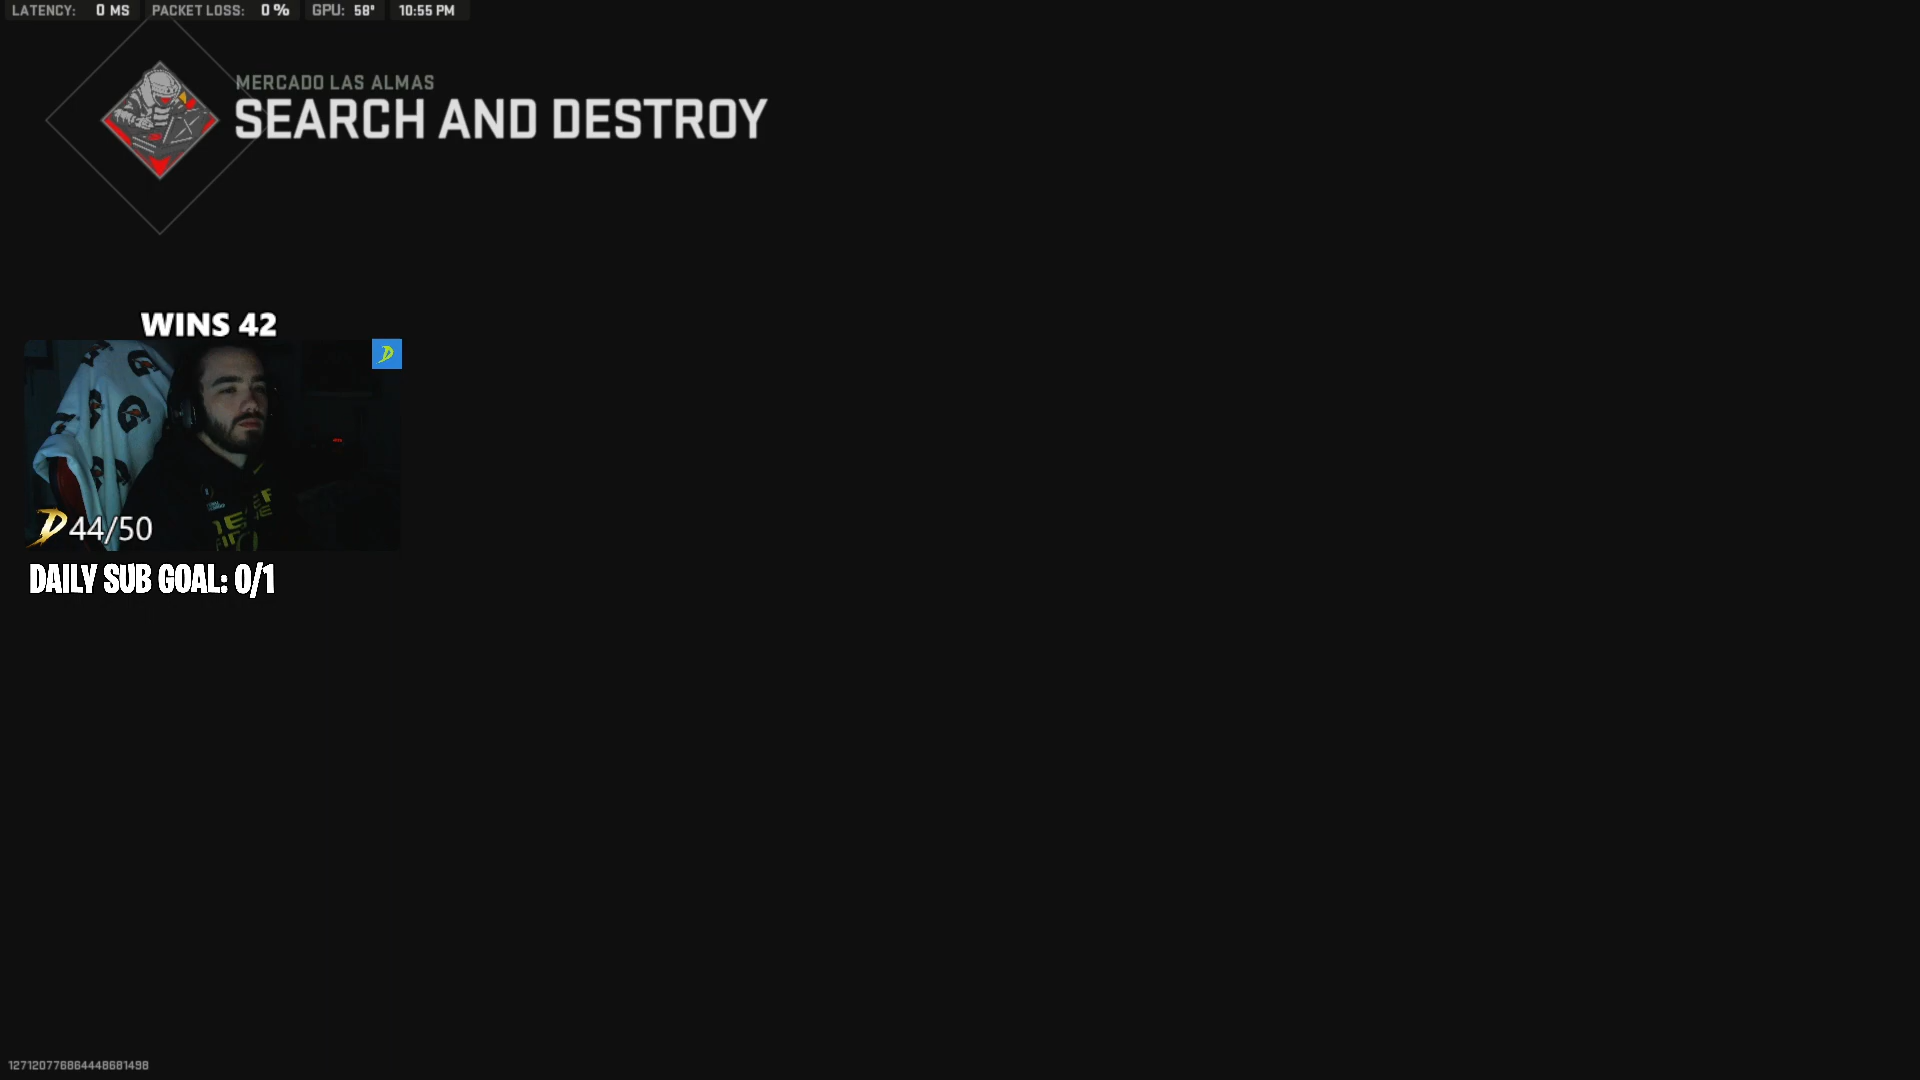 LATENCY: 0 MS PACKET LOSS: 0 % GPU: 58° 10:55 PM
MERCADO LAS ALMAS
SEARCH AND DESTROY
WINS 42
D
D 44/50
DAILY SUB GOAL: 0/1
127120776864448681498